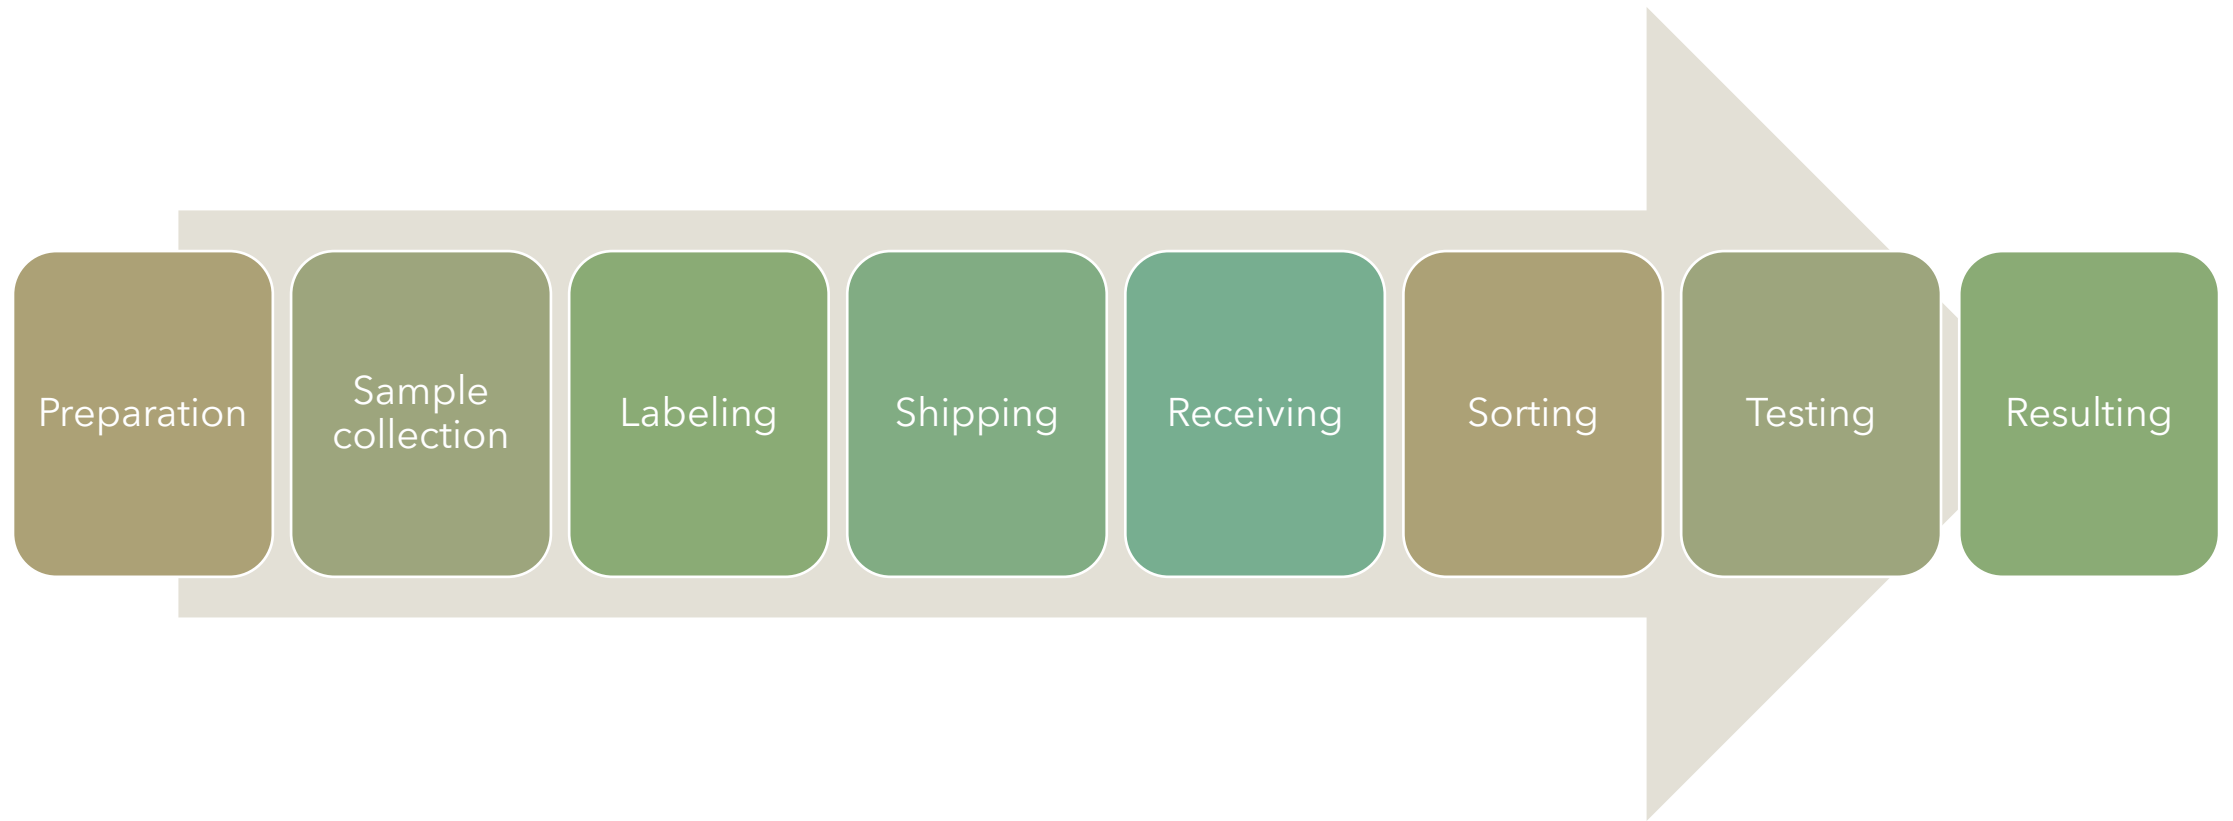 Preparation
Sample
collection
Labeling
Shipping
Receiving
Sorting
Testing
Resulting